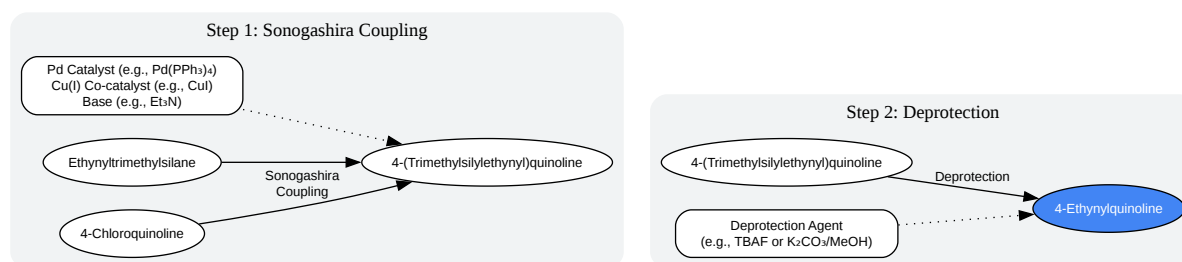 Step 1: Sonogashira Coupling
Pd Catalyst (e.g., Pd(PPh₃)₄)
Cu(I) Co-catalyst (e.g., CuI)
Base (e.g., Et₃N)
Ethynyltrimethylsilane
4-(Trimethylsilylethynyl)quinoline
Sonogashira
Coupling
4-Chloroquinoline
Step 2: Deprotection
4-(Trimethylsilylethynyl)quinoline
Deprotection
4-Ethynylquinoline
Deprotection Agent
(e.g., TBAF or K₂CO₃/MeOH)